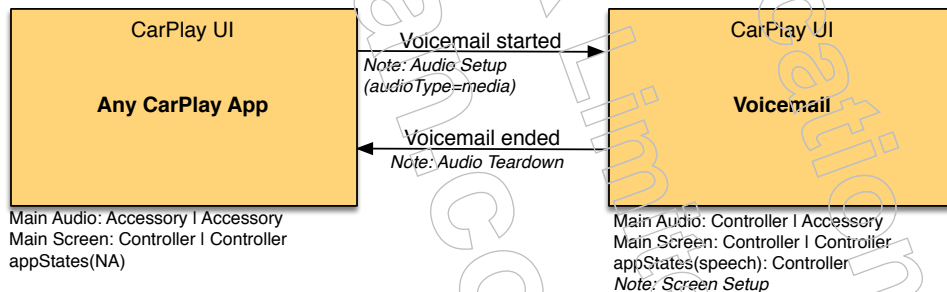 CarPlay UI
Any CarPlay App
Main Audio: Accessory | Accessory
Main Screen: Controller | Controller
appStates(NA)
Voicemail started
Note: Audio Setup
(audioType=media)
Voicemail ended
Note: Audio Teardown
CarPlay UI
Voicemail
Main Audio: Controller | Accessory
Main Screen: Controller | Controller
appStates(speech): Controller
Note: Screen Setup